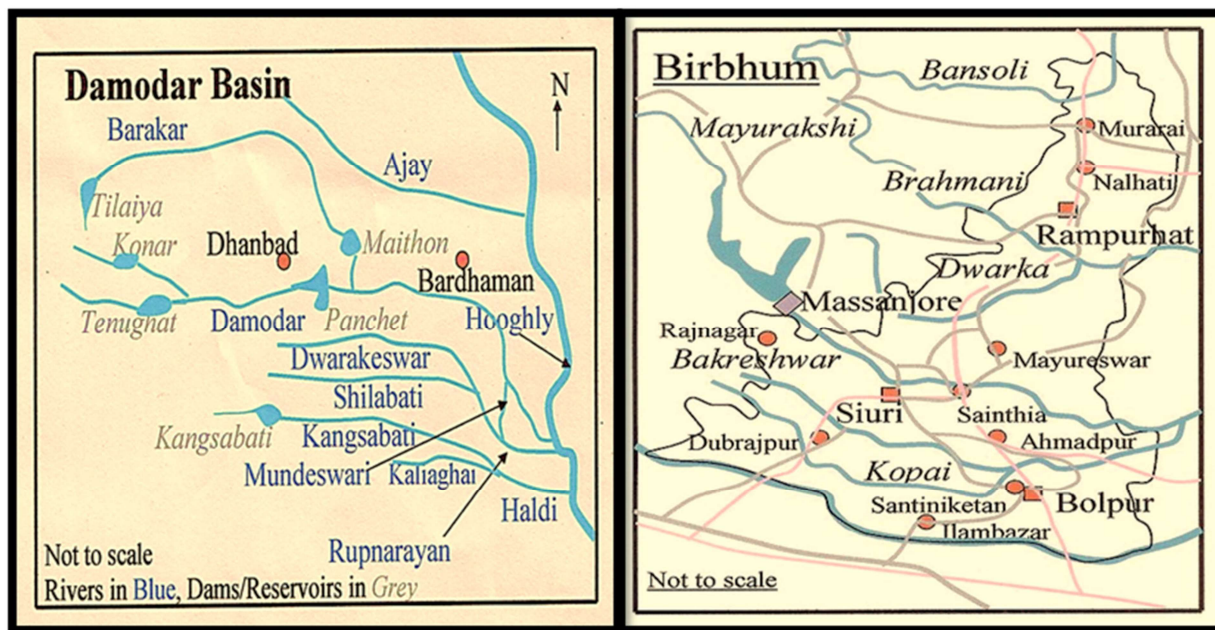 Damodar Basin
N
Barakar
Ajay
Tilaiya
Konar
Dhanbad
Maithon
Bardhaman
Tenughat
Damodar
Panchet
Hooghly
Dwarakeswar
Shilabati
Kangsabati
Kangsabati
Mundeswari
Kaliaghai
Haldi
Rupnarayan
Not to scale
Rivers in Blue, Dams/Reservoirs in Grey
Birbhum
Bansoli
Mayurakshi
Murarai
Brahmani
Nalhati
Rampurhat
Dwarka
Massanjore
Rajnagar
Bakreshwar
Mayureswar
Siuri
Sainthia
Dubrajpur
Ahmadpur
Kopai
Santiniketan
Bolpur
Ilambazar
Not to scale